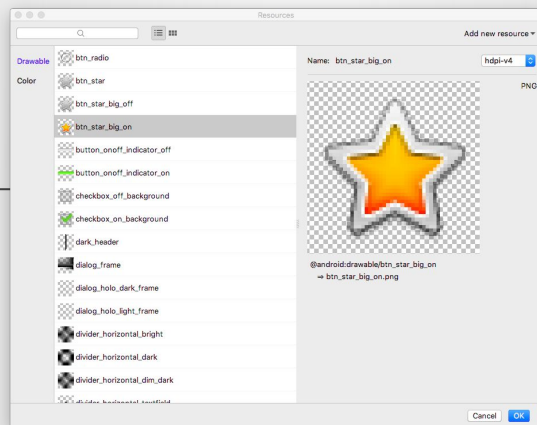 Resources
Add new resource
Drawable
Color
btn_radio
btn_star
btn_star_big_off
btn_star_big_on
button_onoff_indicator_off
button_onoff_indicator_on
checkbox_off_background
checkbox_on_background
dark_header
dialog_frame
dialog_holo_dark_frame
dialog_holo_light_frame
divider_horizontal_bright
divider_horizontal_dark
divider_horizontal_dim_dark
divider_horizontal_textfield
Name: btn_star_big_on
hdpi-v4
PNG
@android:drawable/btn_star_big_on
⇒ btn_star_big_on.png
Cancel
OK